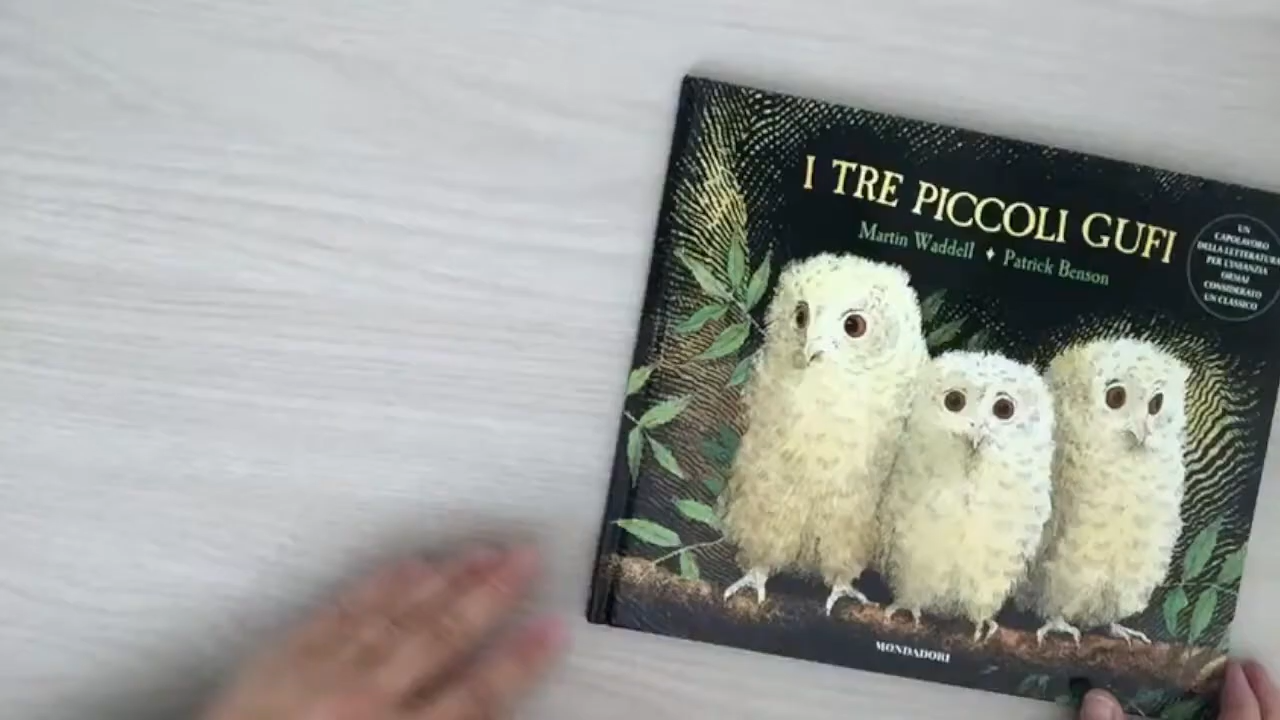 I TRE PICCOLI GUFI
Martin Waddell ♦ Patrick Benson
UN
CAPOLAVORO
DELLA LETTERATURA
PER L'INFANZIA
ORMAI
CONSIDERATO
UN CLASSICO
MONDADORI